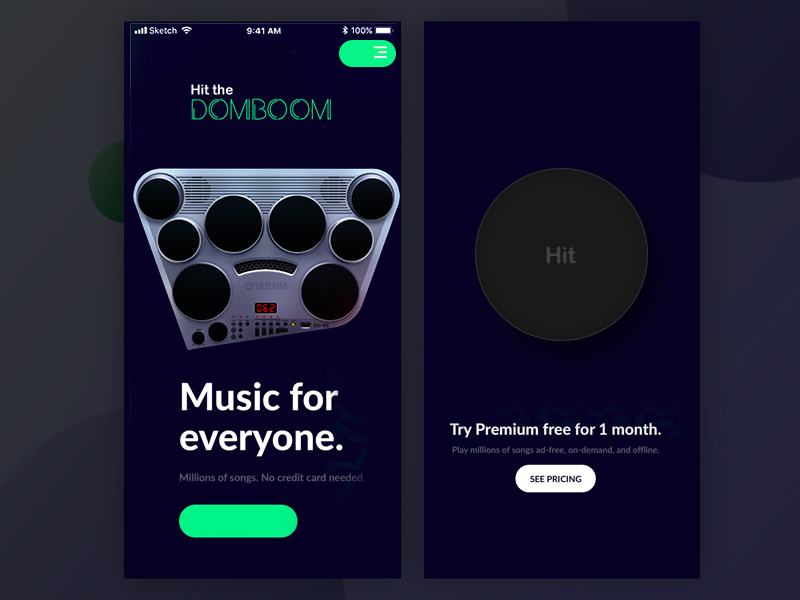 Sketch
9:41 AM
100%
Hit the
DOMBOOM
YAMAHA
062
DD-65
Music for
everyone.
Millions of songs. No credit card needed.
Hit
Try Premium free for 1 month.
Play millions of songs ad-free, on-demand, and offline.
SEE PRICING